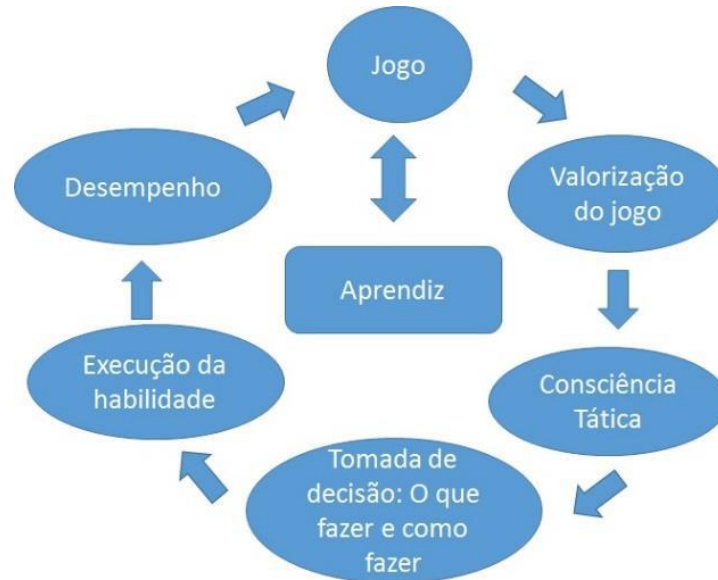 Jogo
Valorização
do jogo
Consciência
Tática
Tomada de
decisão: O que
fazer e como
fazer
Execução da
habilidade
Desempenho
Aprendiz